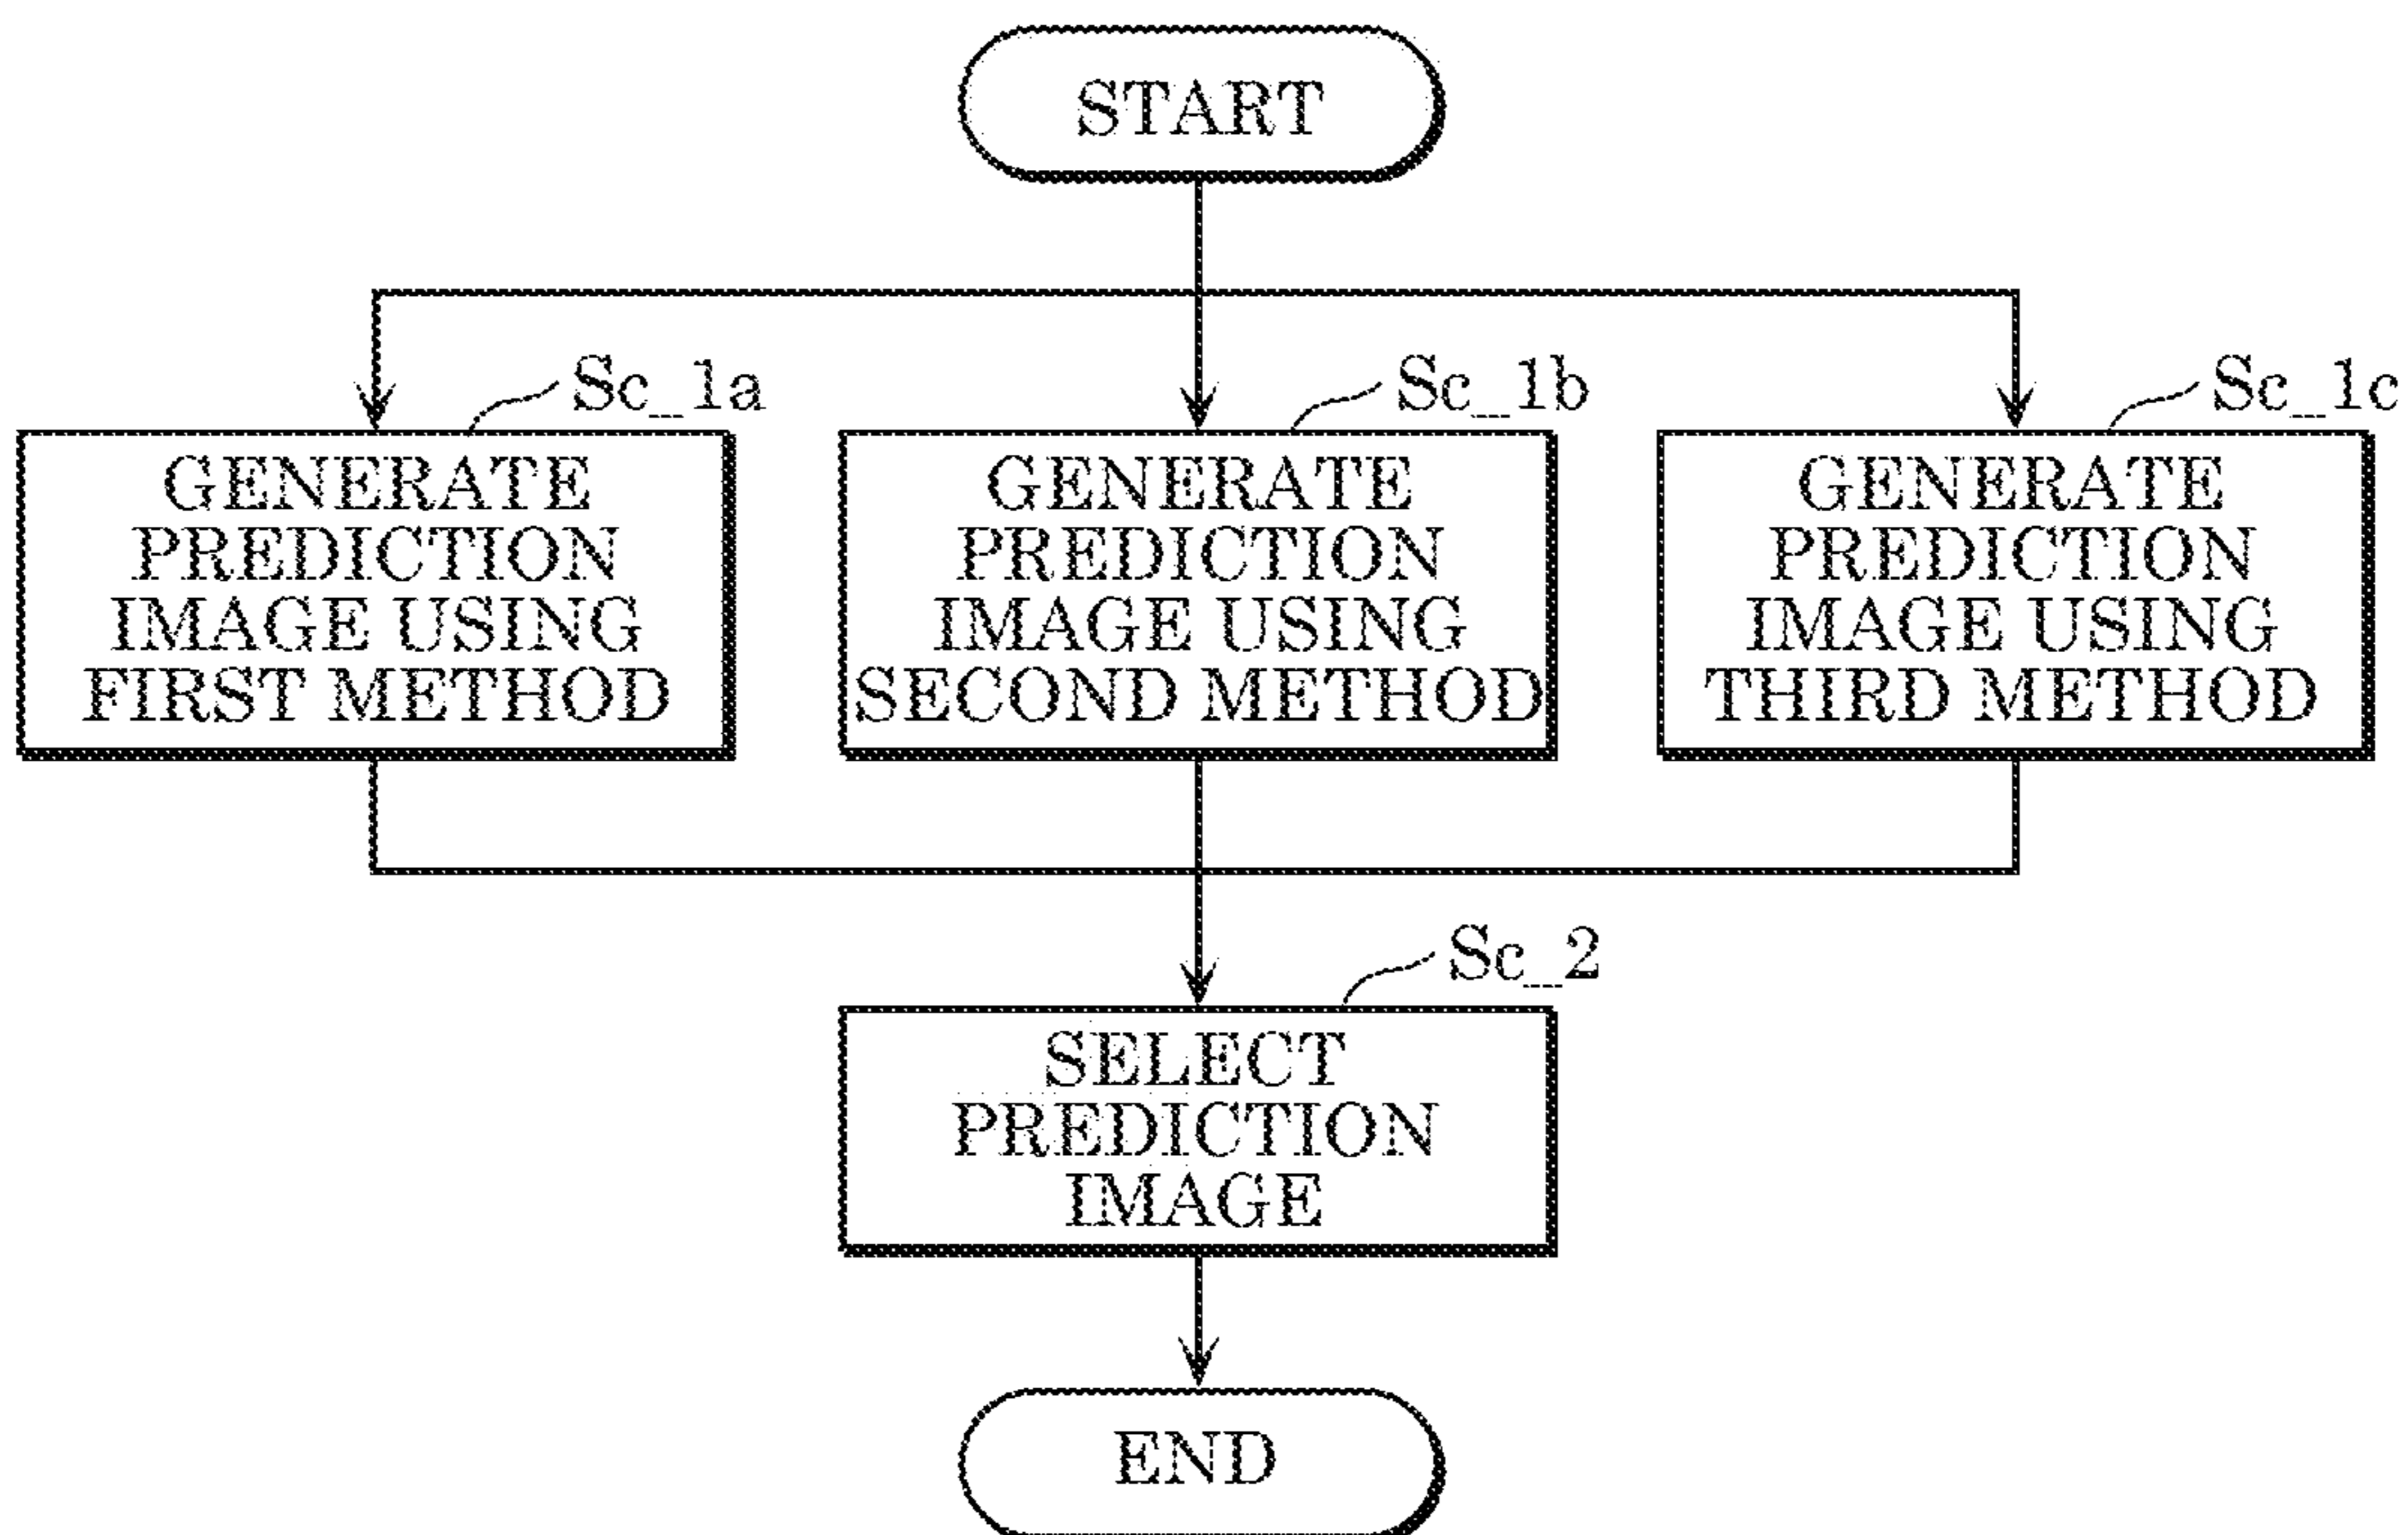 START
Sc_1a
GENERATE
PREDICTION
IMAGE USING
FIRST METHOD
Sc_1b
GENERATE
PREDICTION
IMAGE USING
SECOND METHOD
Sc_1c
GENERATE
PREDICTION
IMAGE USING
THIRD METHOD
Sc_2
SELECT
PREDICTION
IMAGE
END